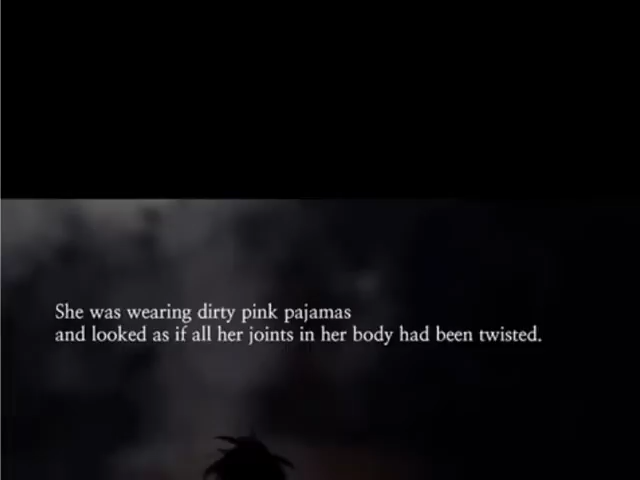 She was wearing dirty pink pajamas
and looked as if all her joints in her body had been twisted.